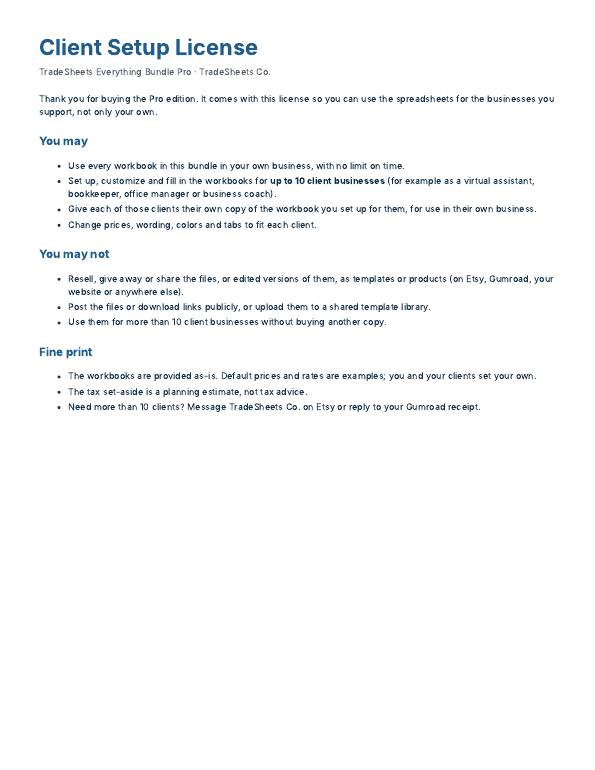 Client Setup License
TradeSheets Everything Bundle Pro · TradeSheets Co.
Thank you for buying the Pro edition. It comes with this license so you can use the spreadsheets for the businesses you
support, not only your own.
You may
• Use every workbook in this bundle in your own business, with no limit on time.
• Set up, customize and fill in the workbooks for up to 10 client businesses (for example as a virtual assistant,
bookkeeper, office manager or business coach).
• Give each of those clients their own copy of the workbook you set up for them, for use in their own business.
• Change prices, wording, colors and tabs to fit each client.
You may not
• Resell, give away or share the files, or edited versions of them, as templates or products (on Etsy, Gumroad, your
website or anywhere else).
• Post the files or download links publicly, or upload them to a shared template library.
• Use them for more than 10 client businesses without buying another copy.
Fine print
• The workbooks are provided as-is. Default prices and rates are examples; you and your clients set your own.
• The tax set-aside is a planning estimate, not tax advice.
• Need more than 10 clients? Message TradeSheets Co. on Etsy or reply to your Gumroad receipt.